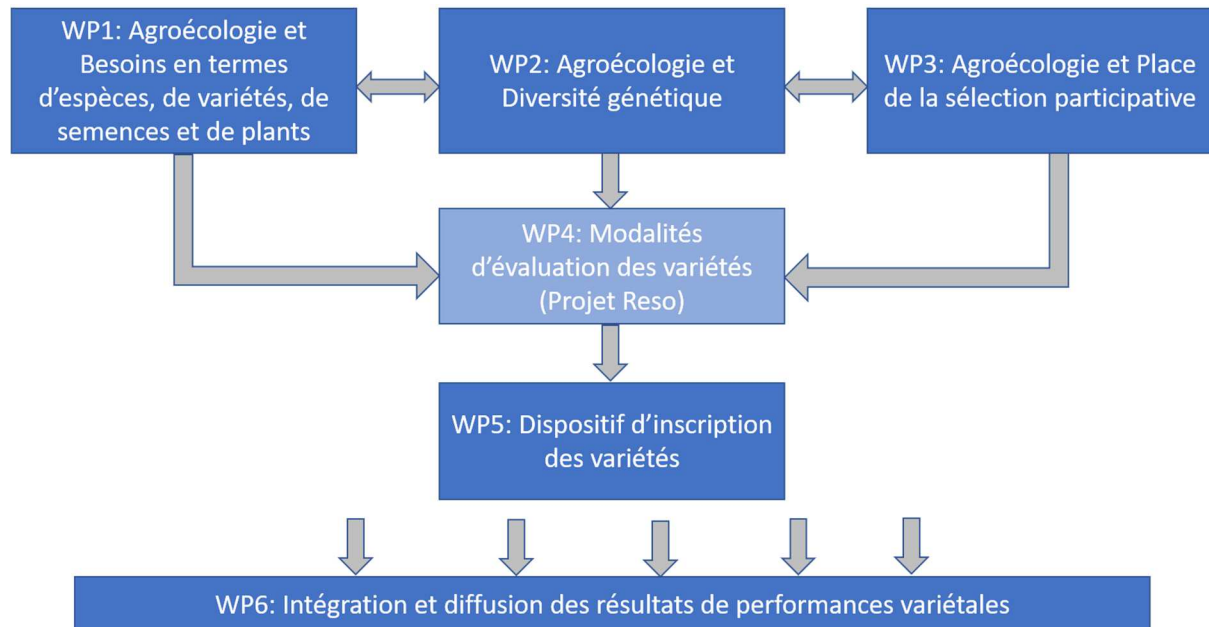 WP1: Agroécologie et
Besoins en termes
d’espèces, de variétés, de
semences et de plants
WP2: Agroécologie et
Diversité génétique
WP3: Agroécologie et Place
de la sélection participative
WP4: Modalités
d’évaluation des variétés
(Projet Reso)
WP5: Dispositif d’inscription
des variétés
WP6: Intégration et diffusion des résultats de performances variétales